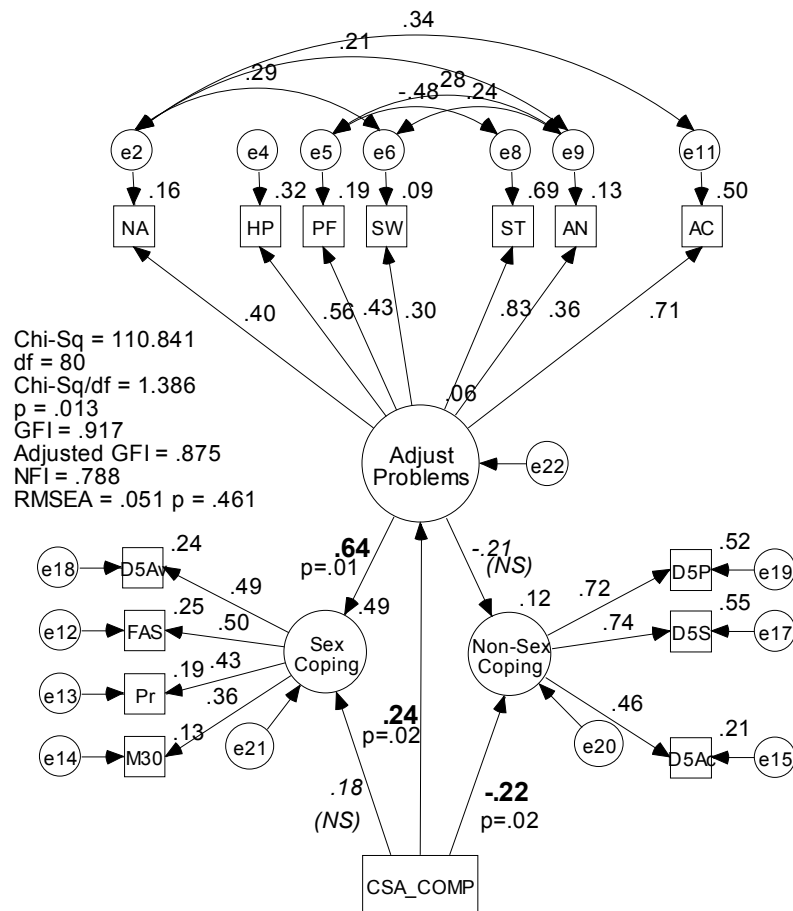 .34
.21
.29
.28
-.48
.24
e2
e4
e5
e6
e8
e9
e11
.16
.32
.19
.09
.69
.13
.50
NA
HP
PF
SW
ST
AN
AC
.40
.56
.43
.30
.83
.36
.71
Chi-Sq = 110.841
df = 80
Chi-Sq/df = 1.386
p = .013
GFI = .917
Adjusted GFI = .875
NFI = .788
RMSEA = .051 p = .461
.06
Adjust
Problems
e22
.64
p=.01
-.21
(NS)
.24
e18
D5Av
.49
.25
e12
FAS
.50
.19
e13
Pr
.43
.13
e14
M30
.36
.49
Sex
Coping
e21
.12
Non-Sex
Coping
e20
.52
D5P
e19
.72
.55
D5S
e17
.74
.21
D5Ac
e15
.46
.24
p=.02
.18
(NS)
-.22
p=.02
CSA_COMP